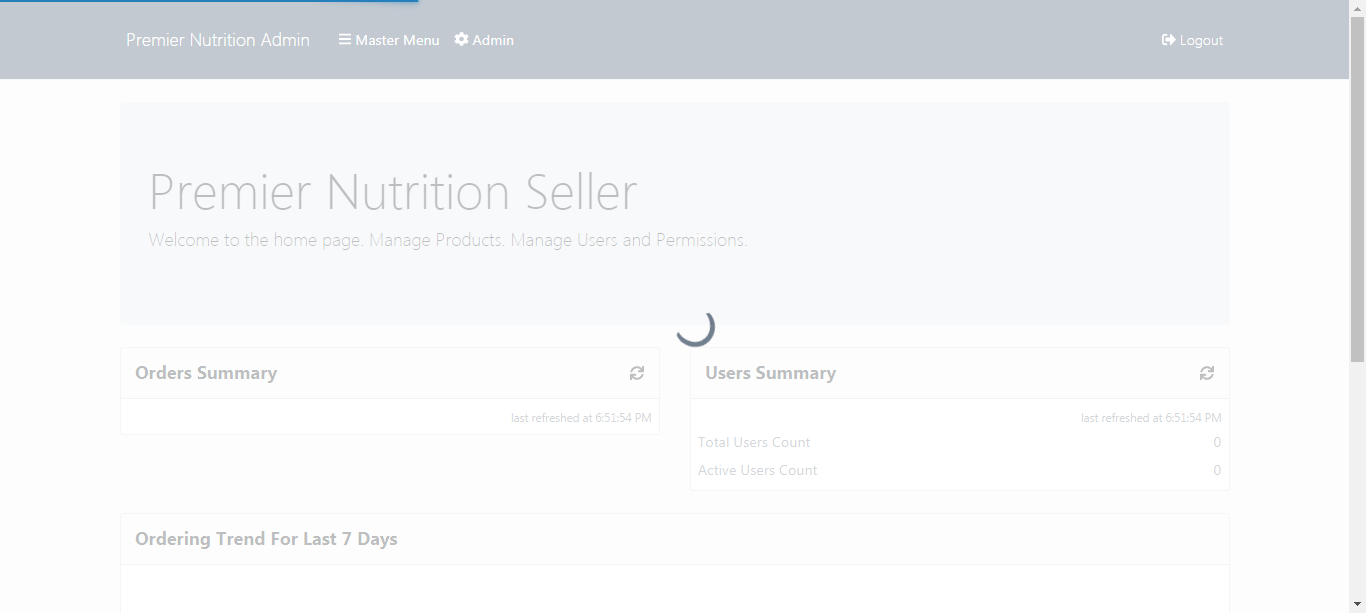 Premier Nutrition Admin Master Menu Admin Logout
Premier Nutrition Seller
Welcome to the home page. Manage Products. Manage Users and Permissions.
Orders Summary
last refreshed at 6:51:54 PM
Users Summary
last refreshed at 6:51:54 PM
Total Users Count 0
Active Users Count 0
Ordering Trend For Last 7 Days